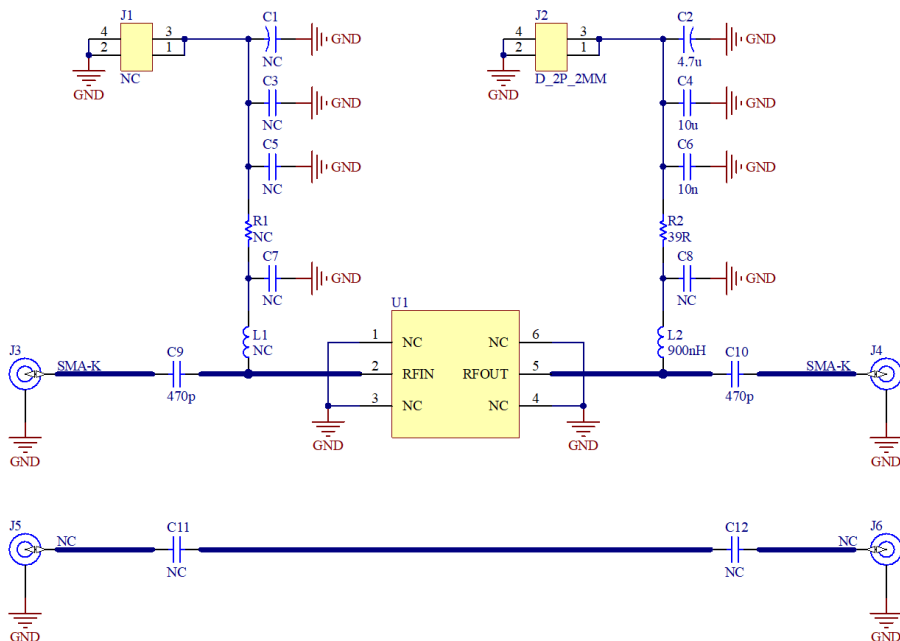 J1
4
2
3
1
NC
GND
C1
NC
GND
C3
NC
GND
C5
NC
GND
R1
NC
C7
NC
GND
L1
NC
J2
4
2
3
1
D_2P_2MM
GND
C2
4.7u
GND
C4
10u
GND
C6
10n
GND
R2
39R
C8
NC
GND
L2
900nH
U1
1 NC NC 6
2 RFIN RFOUT 5
3 NC NC 4
GND
GND
J3
SMA-K
GND
C9
470p
C10
470p
SMA-K
J4
GND
J5
NC
GND
C11
NC
C12
NC
NC
J6
GND